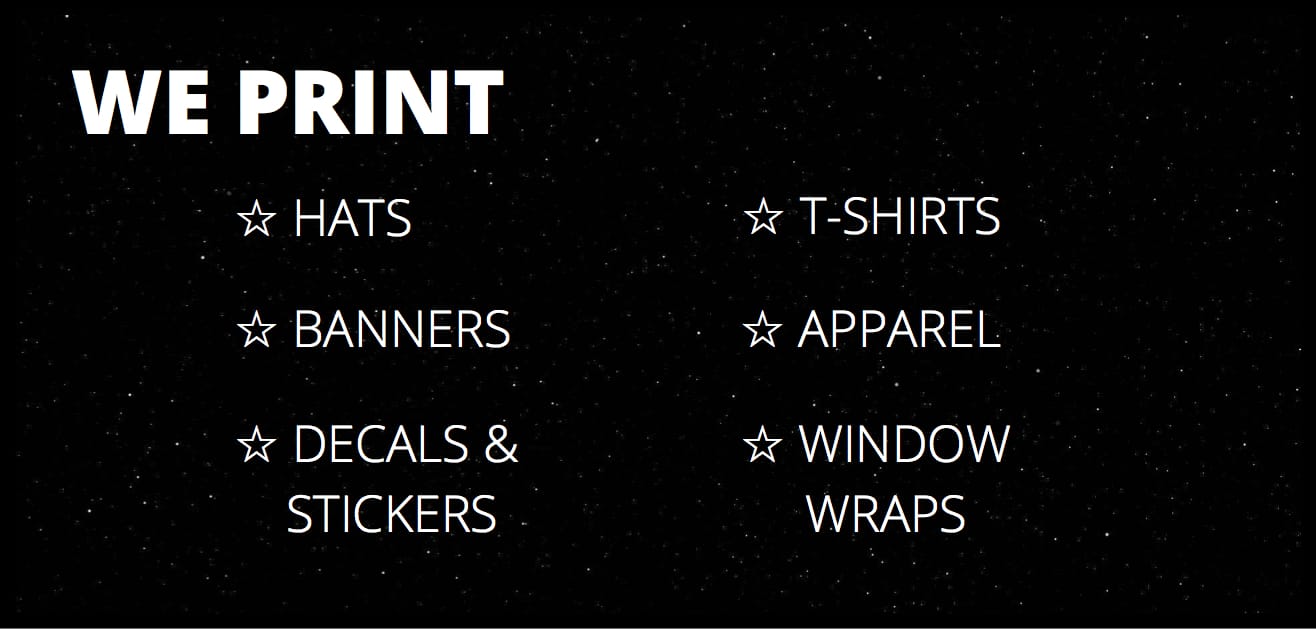 WE PRINT
☆ HATS
☆ BANNERS
☆ DECALS &
STICKERS
☆ T-SHIRTS
☆ APPAREL
☆ WINDOW
WRAPS